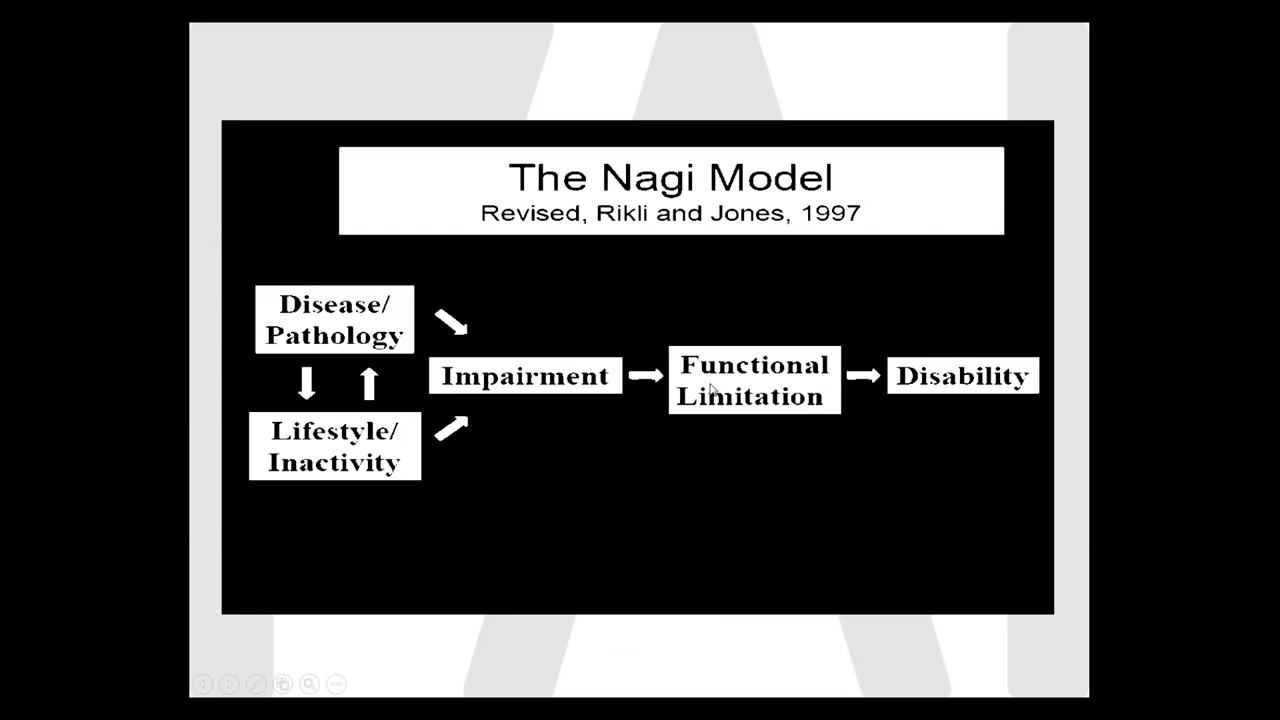 The Nagi Model
Revised, Rikli and Jones, 1997
Disease/
Pathology
Lifestyle/
Inactivity
Impairment
Functional
Limitation
Disability